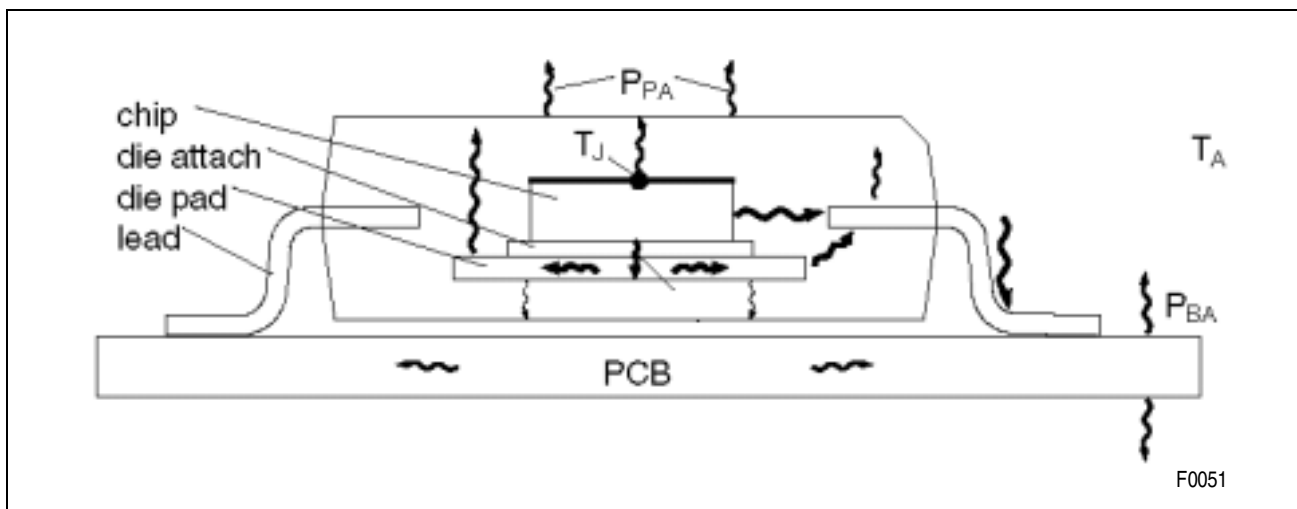 P_PA
chip
die attach
die pad
lead
T_J
T_A
P_BA
PCB
F0051